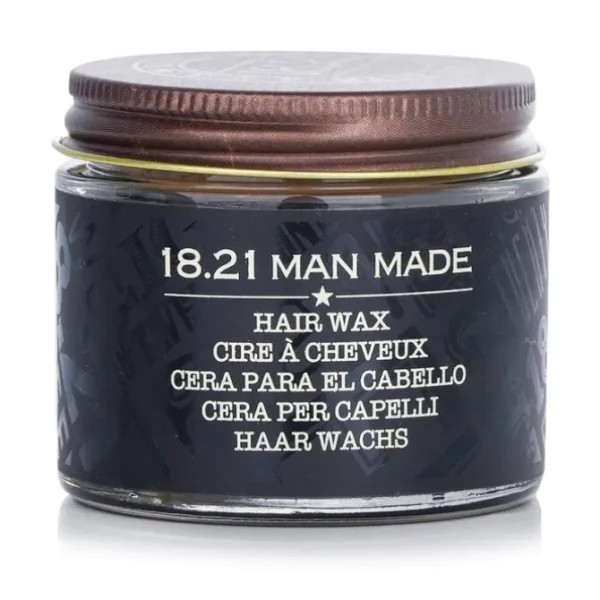 18.21 MAN MADE
HAIR WAX
CIRE À CHEVEUX
CERA PARA EL CABELLO
CERA PER CAPELLI
HAAR WACHS